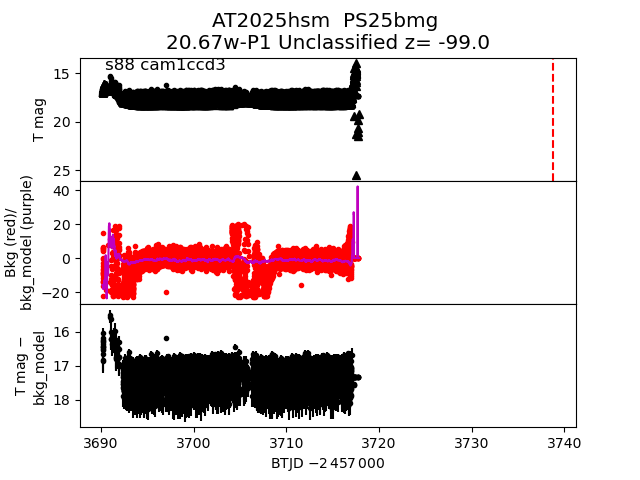 AT2025hsm  PS25bmg
20.67w-P1 Unclassified z= -99.0
s88 cam1ccd3
15
20
25
T mag
40
20
0
−20
Bkg (red)/
bkg_model (purple)
16
17
18
T mag −
bkg_model
3690 3700 3710 3720 3730 3740
BTJD −2 457 000